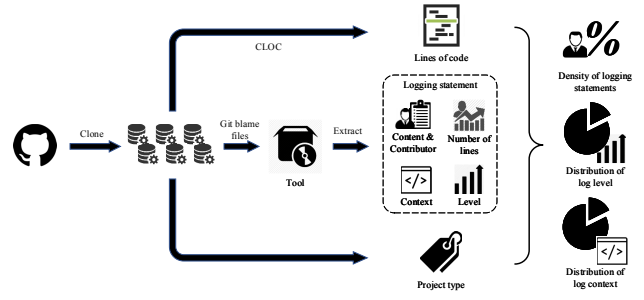 CLOC
Lines of code
Density of logging
statements
Logging statement
Clone
Git blame
files
Extract
Tool
Content &
Contributor
Number of
lines
</>
Context
Level
Distribution of
log level
Project type
</>
Distribution of
log context